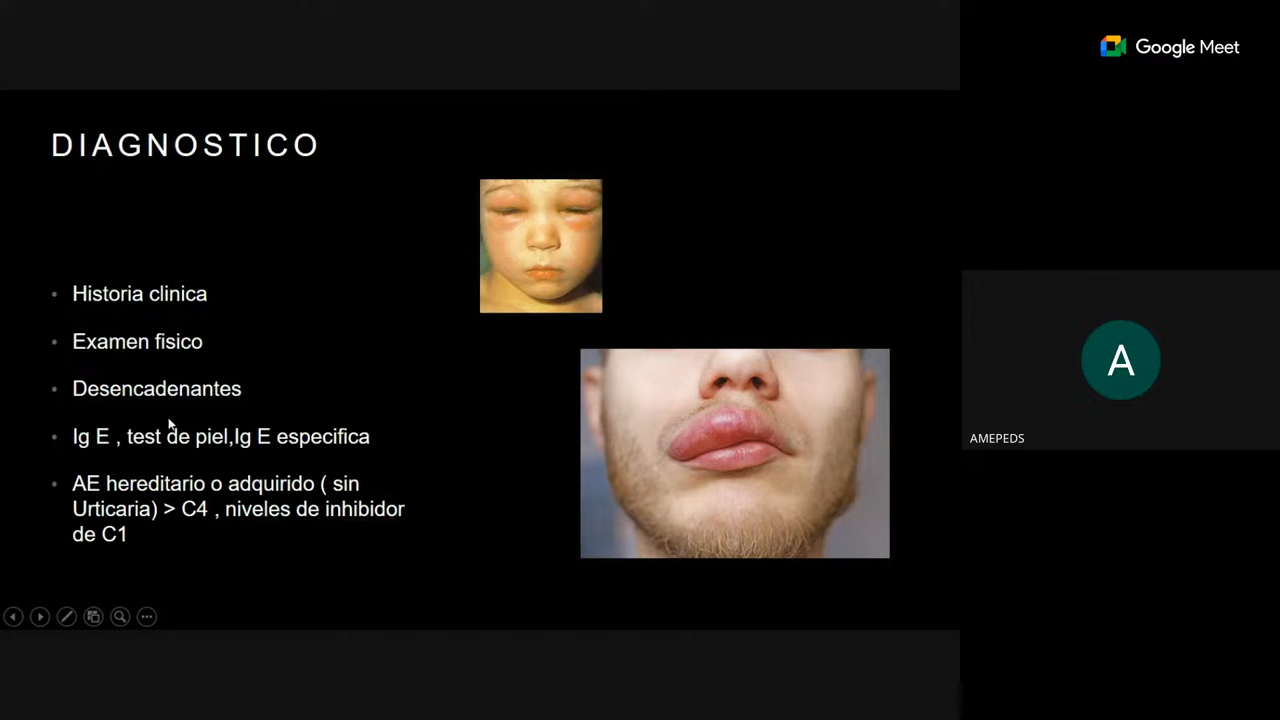 Google Meet
DIAGNOSTICO
Historia clinica
Examen fisico
Desencadenantes
Ig E , test de piel,Ig E especifica
AE hereditario o adquirido ( sin
Urticaria) > C4 , niveles de inhibidor
de C1
A
AMEPEDS